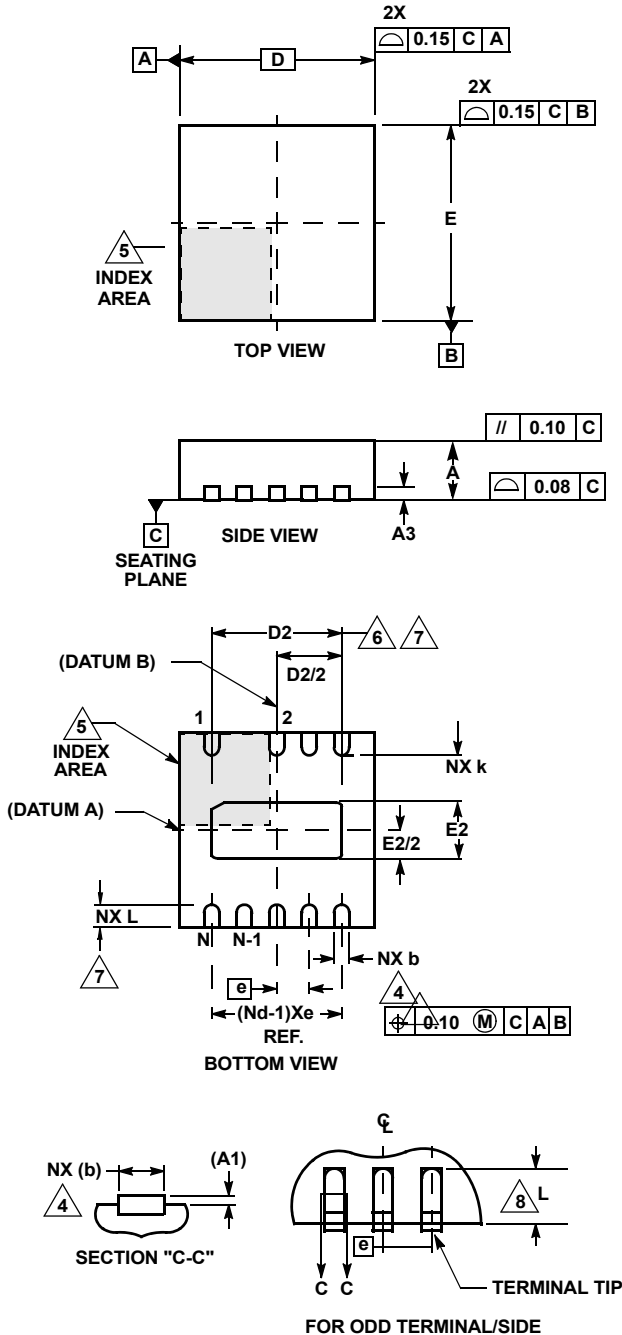 2X
0.15 C A
A
D
2X
0.15 C B
E
5
INDEX
AREA
TOP VIEW
B
// 0.10 C
A
0.08 C
C
SIDE VIEW
A3
SEATING
PLANE
D2
6 7
(DATUM B)
D2/2
1 2
5
INDEX
AREA
NX k
(DATUM A)
E2
E2/2
NX L
N N-1
7
NX b
e
4
(Nd-1)Xe
REF.
0.10 M C A B
BOTTOM VIEW
CL
(A1)
NX (b)
4
8 L
SECTION "C-C"
e
C C
TERMINAL TIP
FOR ODD TERMINAL/SIDE